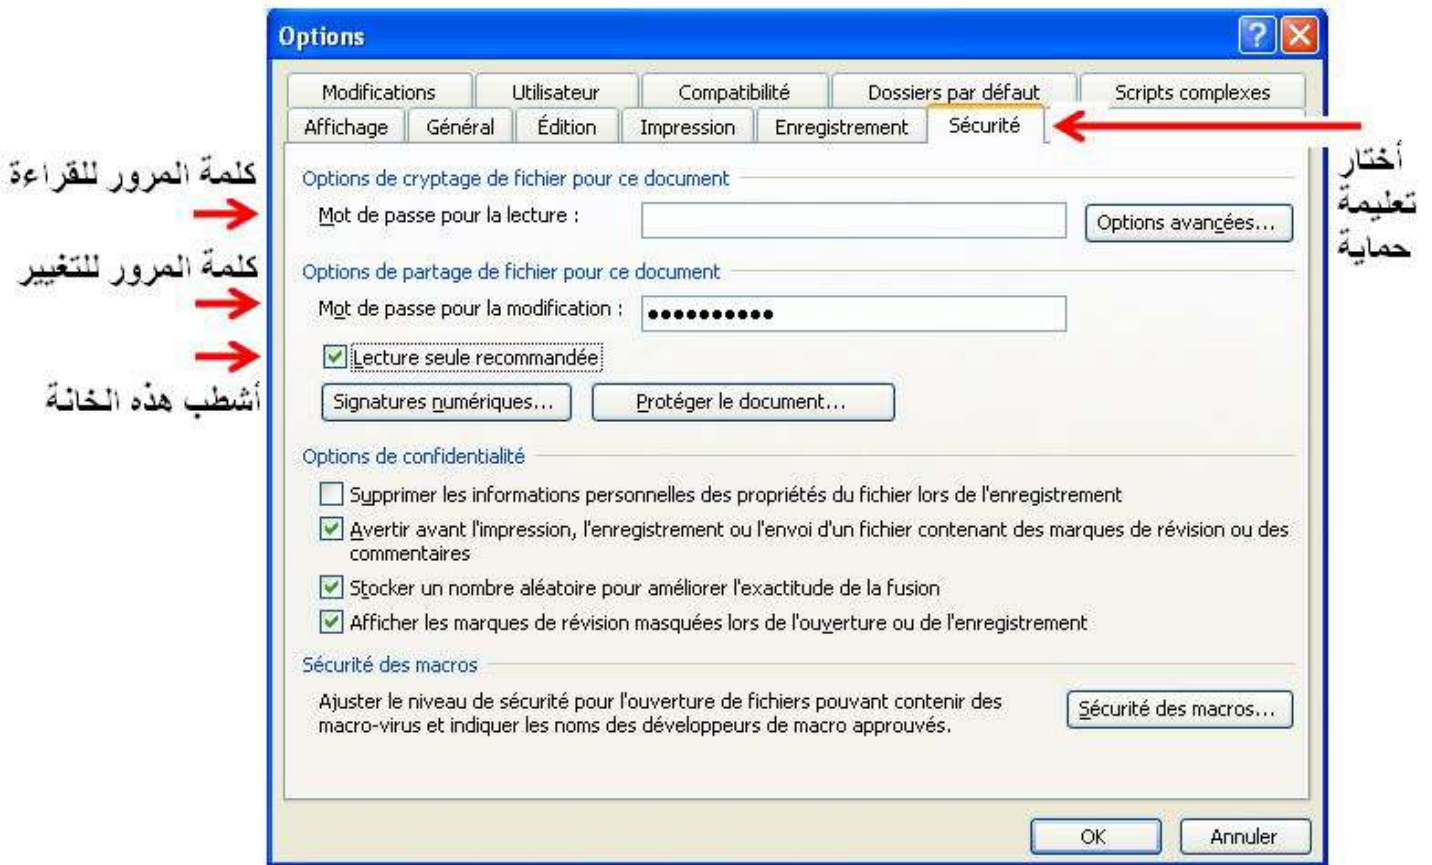 Options
Modifications Utilisateur Compatibilité Dossiers par défaut Scripts complexes
Affichage Général Édition Impression Enregistrement Sécurité
أختار
تعليمة
حماية
Options de cryptage de fichier pour ce document
كلمة المرور للقراءة
Mot de passe pour la lecture :
Options avancées...
كلمة المرور للتغيير
Options de partage de fichier pour ce document
Mot de passe pour la modification : ●●●●●●●●●●
Lecture seule recommandée
أشطب هذه الخانة
Signatures numériques... Protéger le document...
Options de confidentialité
Supprimer les informations personnelles des propriétés du fichier lors de l'enregistrement
Avertir avant l'impression, l'enregistrement ou l'envoi d'un fichier contenant des marques de révision ou des
commentaires
Stocker un nombre aléatoire pour améliorer l'exactitude de la fusion
Afficher les marques de révision masquées lors de l'ouverture ou de l'enregistrement
Sécurité des macros
Ajuster le niveau de sécurité pour l'ouverture de fichiers pouvant contenir des
macro-virus et indiquer les noms des développeurs de macro approuvés.
Sécurité des macros...
OK Annuler